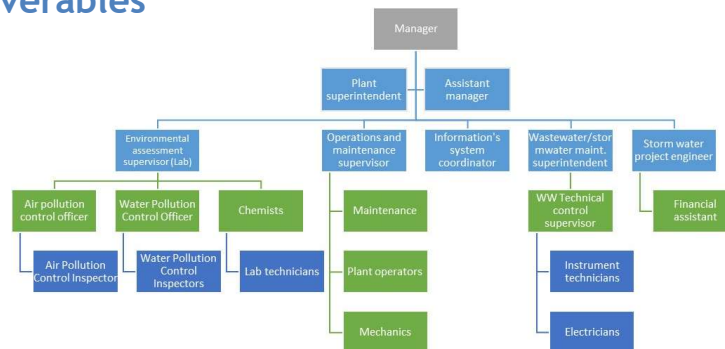 verables
Manager
Plant
superintendent
Assistant
manager
Environmental
assessment
supervisor (Lab)
Operations and
maintenance
supervisor
Information's
system
coordinator
Wastewater/stor
mwater maint.
superintendent
Storm water
project engineer
Air pollution
control officer
Water Pollution
Control Officer
Chemists
Maintenance
WW Technical
control
supervisor
Financial
assistant
Air Pollution
Control Inspector
Water Pollution
Control
Inspectors
Lab technicians
Plant operators
Instrument
technicians
Mechanics
Electricians